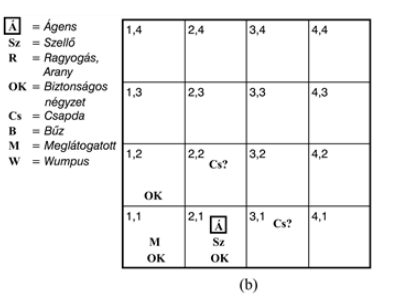 Á = Ágens
Sz = Szellő
R = Ragyogás,
Arany
OK = Biztonságos
négyzet
Cs = Csapda
B = Bűz
M = Meglátogatott
W = Wumpus
1,4 2,4 3,4 4,4
1,3 2,3 3,3 4,3
1,2 2,2 3,2 4,2
Cs?
OK
1,1 2,1 3,1 4,1
Á Cs?
M Sz
OK OK
(b)